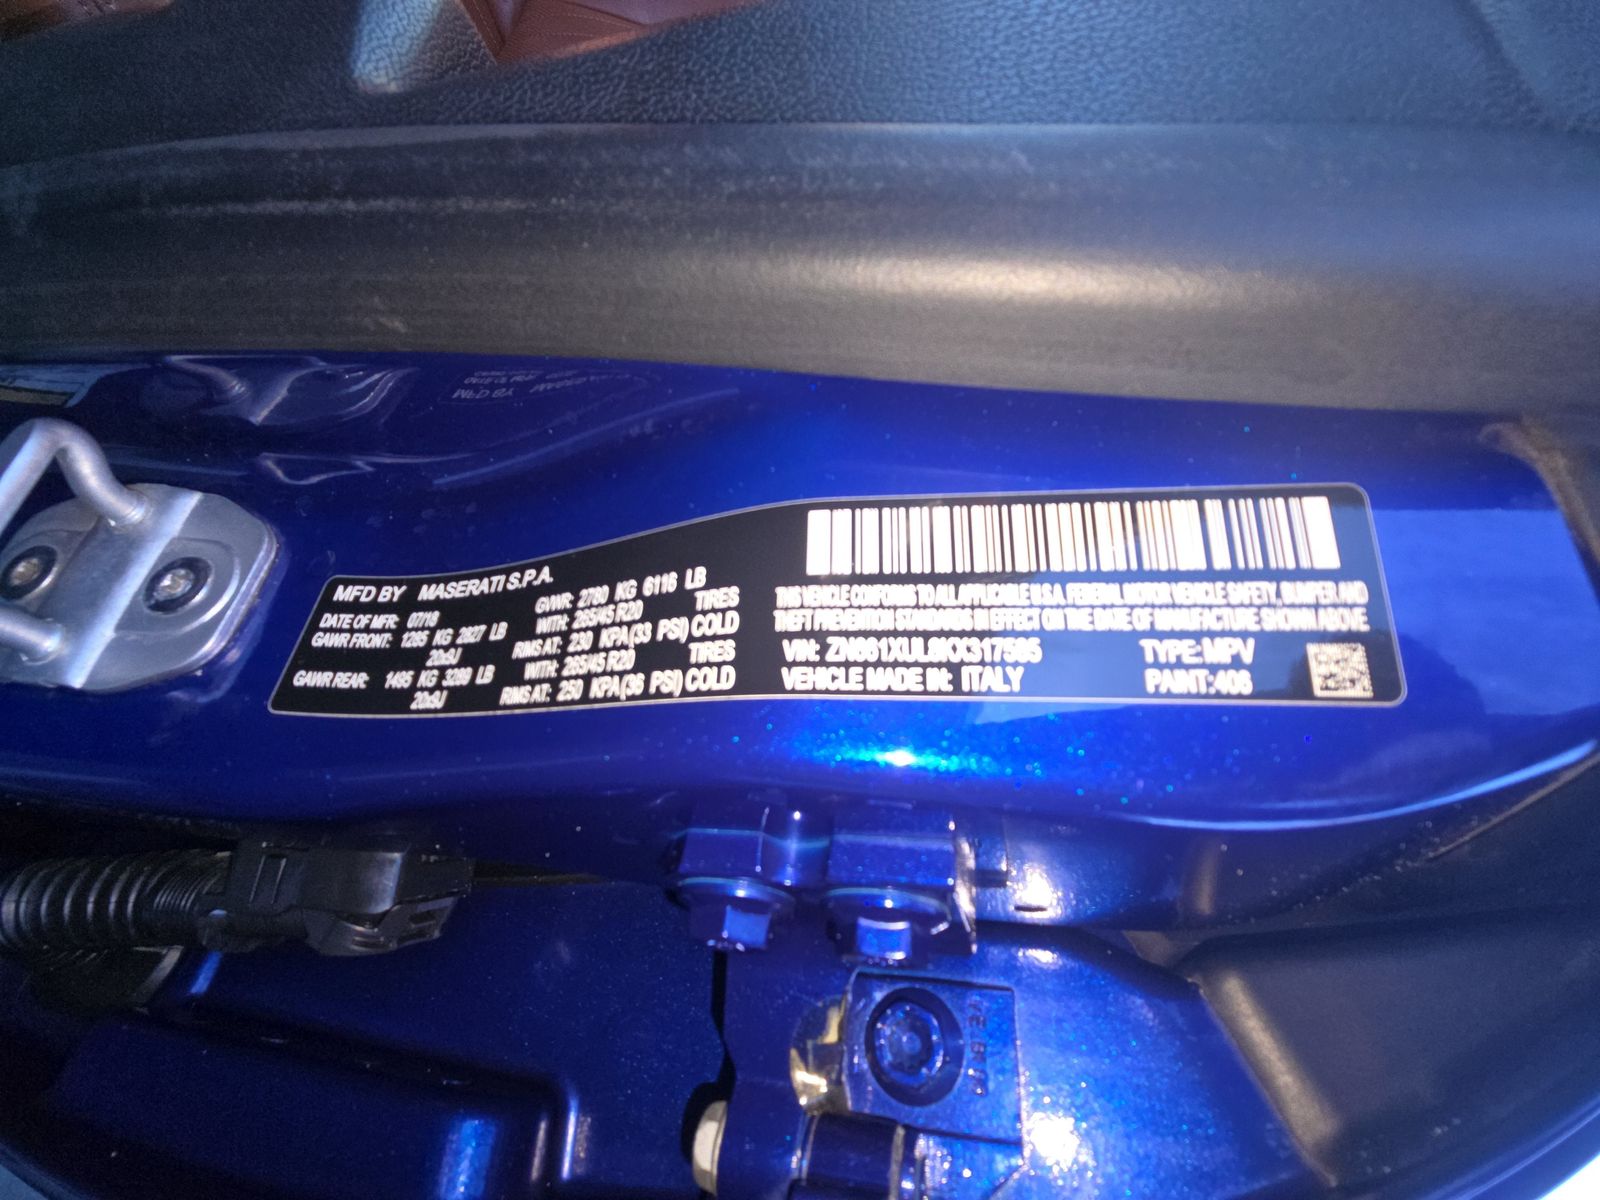 MFD BY MASERATI S.P.A.
DATE OF MFR: 07/18 GVWR: 2780 KG 6116 LB
GAWR FRONT: 1285 KG 2827 LB WITH: 265/45 R20 TIRES
20x9J RIMS AT: 230 KPA(33 PSI) COLD
GAWR REAR: 1495 KG 3289 LB WITH: 265/45 R20 TIRES
20x9J RIMS AT: 250 KPA(36 PSI) COLD
THIS VEHICLE CONFORMS TO ALL APPLICABLE U.S.A. FEDERAL MOTOR VEHICLE SAFETY, BUMPER, AND
THEFT PREVENTION STANDARDS IN EFFECT ON THE DATE OF MANUFACTURE SHOWN ABOVE.
VIN: ZN661XUL8KX317585 TYPE: MPV
VEHICLE MADE IN: ITALY PAINT: 406